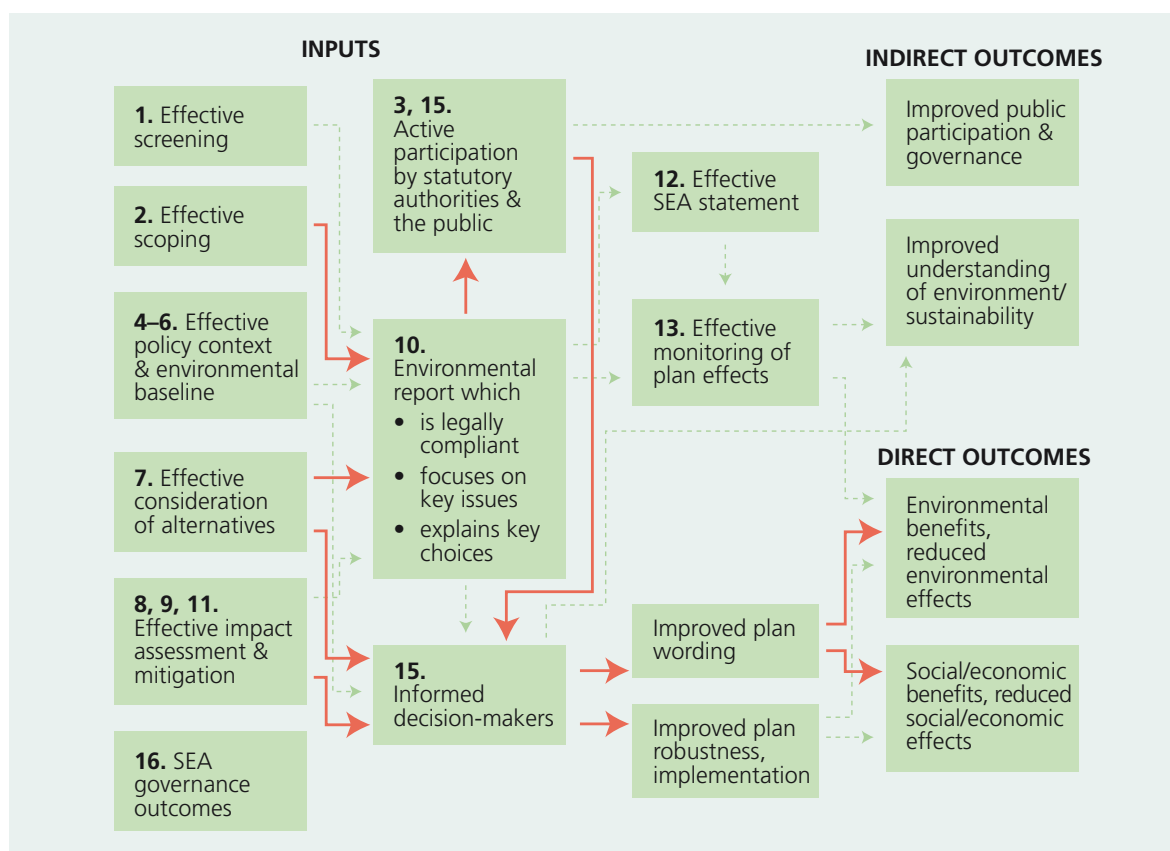 INPUTS
1. Effective
screening
2. Effective
scoping
4–6. Effective
policy context
& environmental
baseline
7. Effective
consideration
of alternatives
8, 9, 11.
Effective impact
assessment &
mitigation
16. SEA
governance
outcomes
3, 15.
Active
participation
by statutory
authorities &
the public
10.
Environmental
report which
• is legally
compliant
• focuses on
key issues
• explains key
choices
15.
Informed
decision-makers
12. Effective
SEA statement
13. Effective
monitoring of
plan effects
Improved plan
wording
Improved plan
robustness,
implementation
INDIRECT OUTCOMES
Improved public
participation &
governance
Improved
understanding
of environment/
sustainability
DIRECT OUTCOMES
Environmental
benefits,
reduced
environmental
effects
Social/economic
benefits, reduced
social/economic
effects